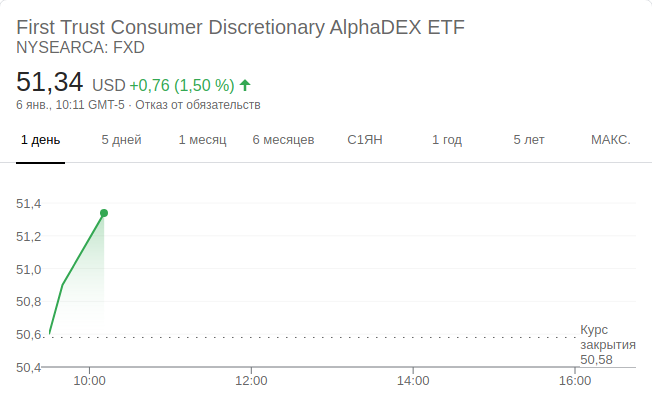 First Trust Consumer Discretionary AlphaDEX ETF
NYSEARCA: FXD
51,34 USD +0,76 (1,50 %)
6 янв., 10:11 GMT-5 · Отказ от обязательств
1 день 5 дней 1 месяц 6 месяцев С1ЯН 1 год 5 лет МАКС.
51,4
51,2
51,0
50,8
50,6
50,4
Курс
закрытия
50,58
10:00 12:00 14:00 16:00